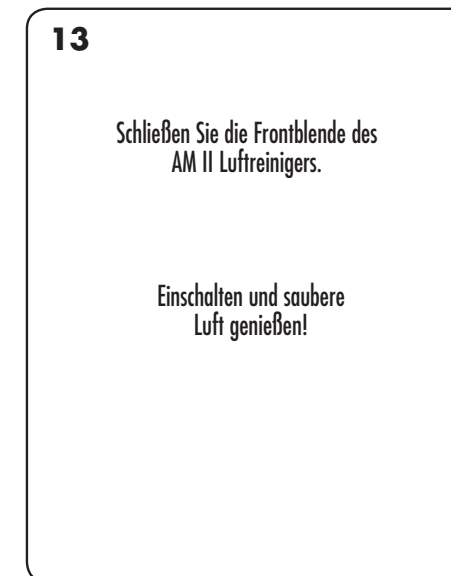 13
Schließen Sie die Frontblende des
AM II Luftreinigers.
Einschalten und saubere
Luft genießen!